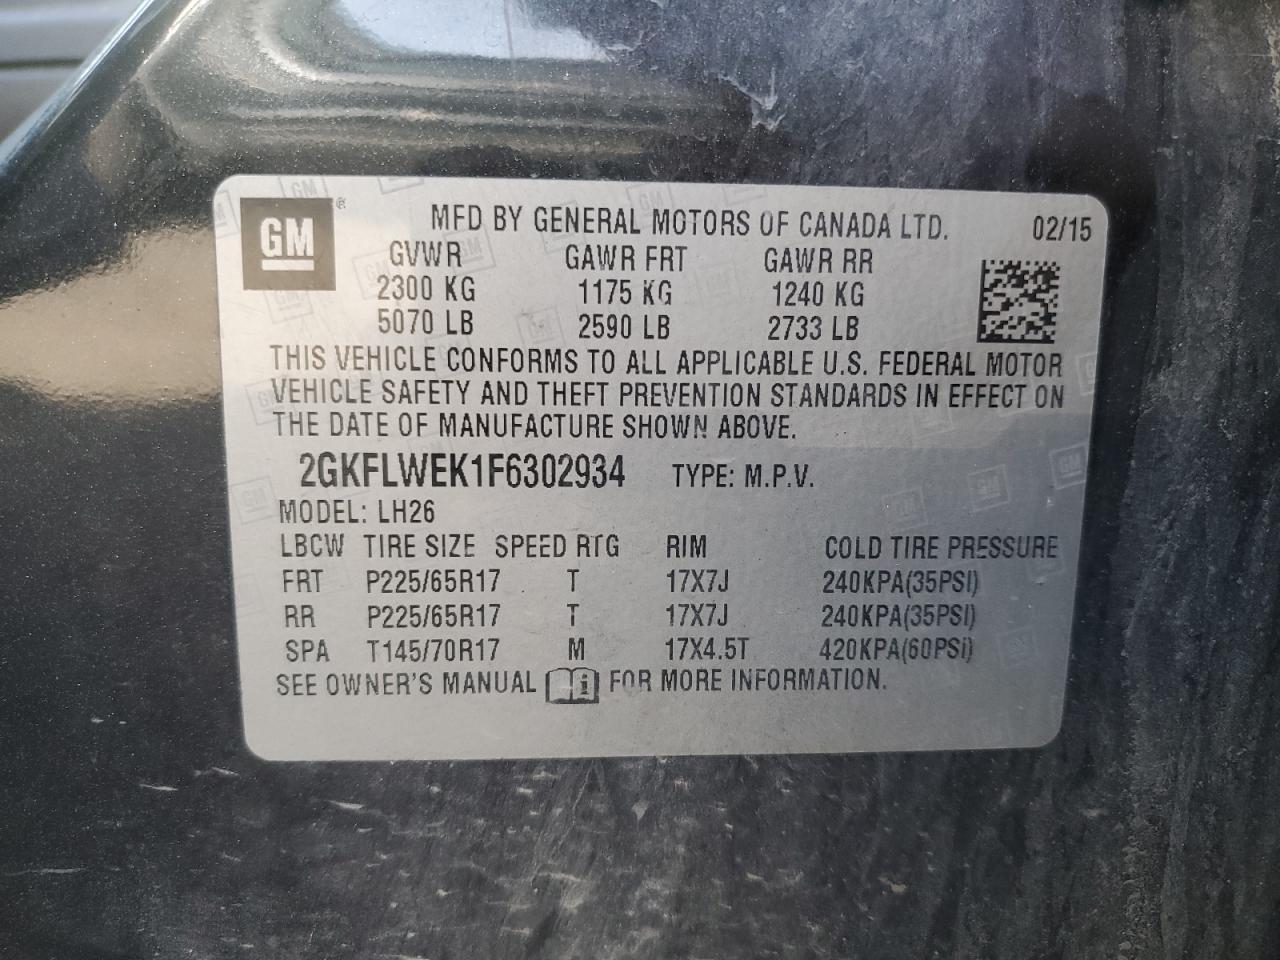 GM ® MFD BY GENERAL MOTORS OF CANADA LTD. 02/15
GVWR GAWR FRT GAWR RR
2300 KG 1175 KG 1240 KG
5070 LB 2590 LB 2733 LB
THIS VEHICLE CONFORMS TO ALL APPLICABLE U.S. FEDERAL MOTOR
VEHICLE SAFETY AND THEFT PREVENTION STANDARDS IN EFFECT ON
THE DATE OF MANUFACTURE SHOWN ABOVE.
2GKFLWEK1F6302934 TYPE: M.P.V.
MODEL: LH26
LBCW TIRE SIZE SPEED RTG RIM COLD TIRE PRESSURE
FRT P225/65R17 T 17X7J 240KPA(35PSI)
RR P225/65R17 T 17X7J 240KPA(35PSI)
SPA T145/70R17 M 17X4.5T 420KPA(60PSI)
SEE OWNER'S MANUAL i FOR MORE INFORMATION.